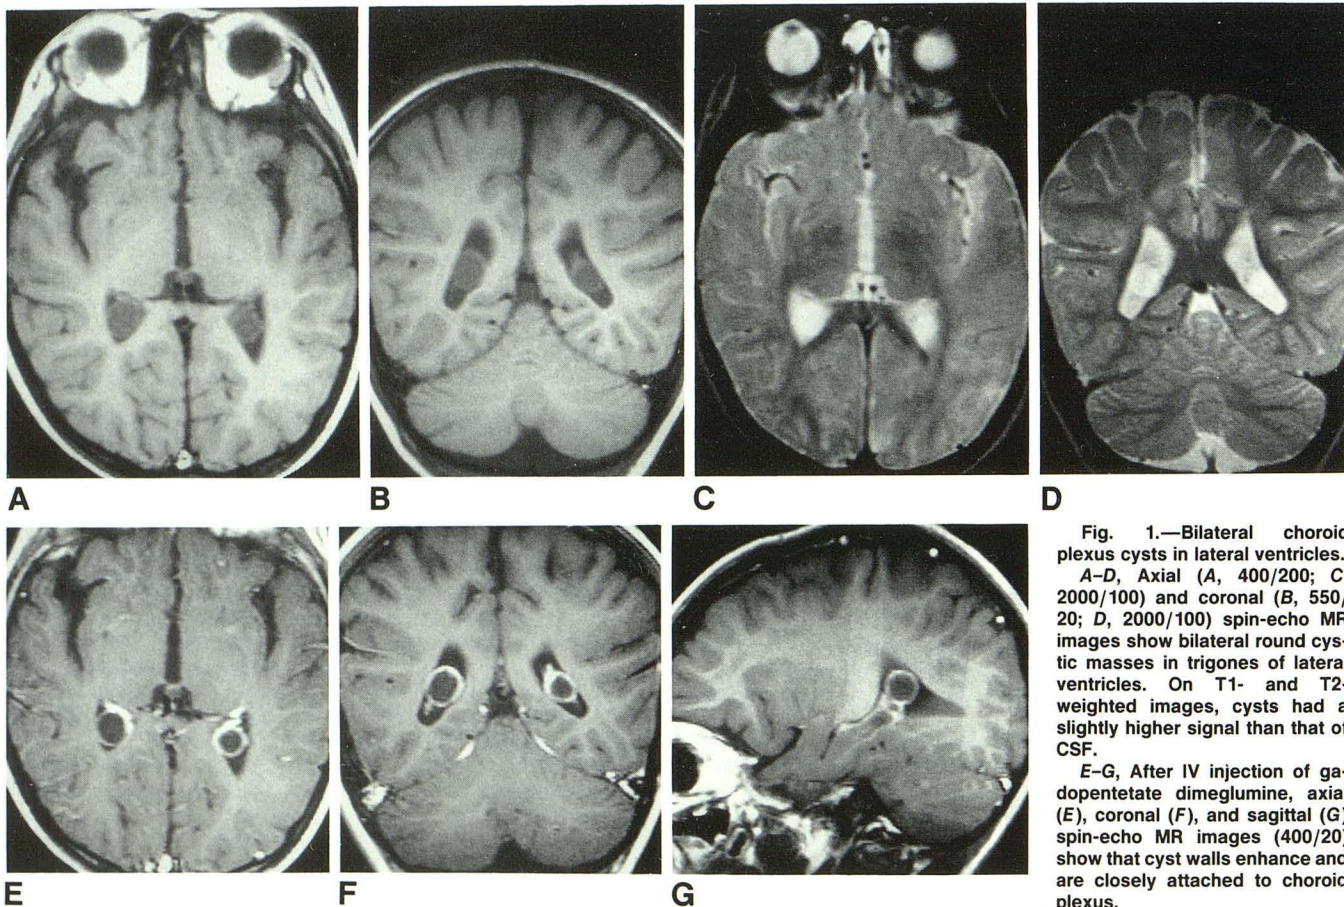 A
B
C
D
E
F
G
Fig. 1.—Bilateral choroid
plexus cysts in lateral ventricles.
A–D, Axial (A, 400/200; C
2000/100) and coronal (B, 550/
20; D, 2000/100) spin-echo MR
images show bilateral round cys-
tic masses in trigones of latera
ventricles. On T1- and T2-
weighted images, cysts had a
slightly higher signal than that of
CSF.
E–G, After IV injection of ga-
dopentetate dimeglumine, axia
(E), coronal (F), and sagittal (G)
spin-echo MR images (400/20)
show that cyst walls enhance and
are closely attached to choroid
plexus.